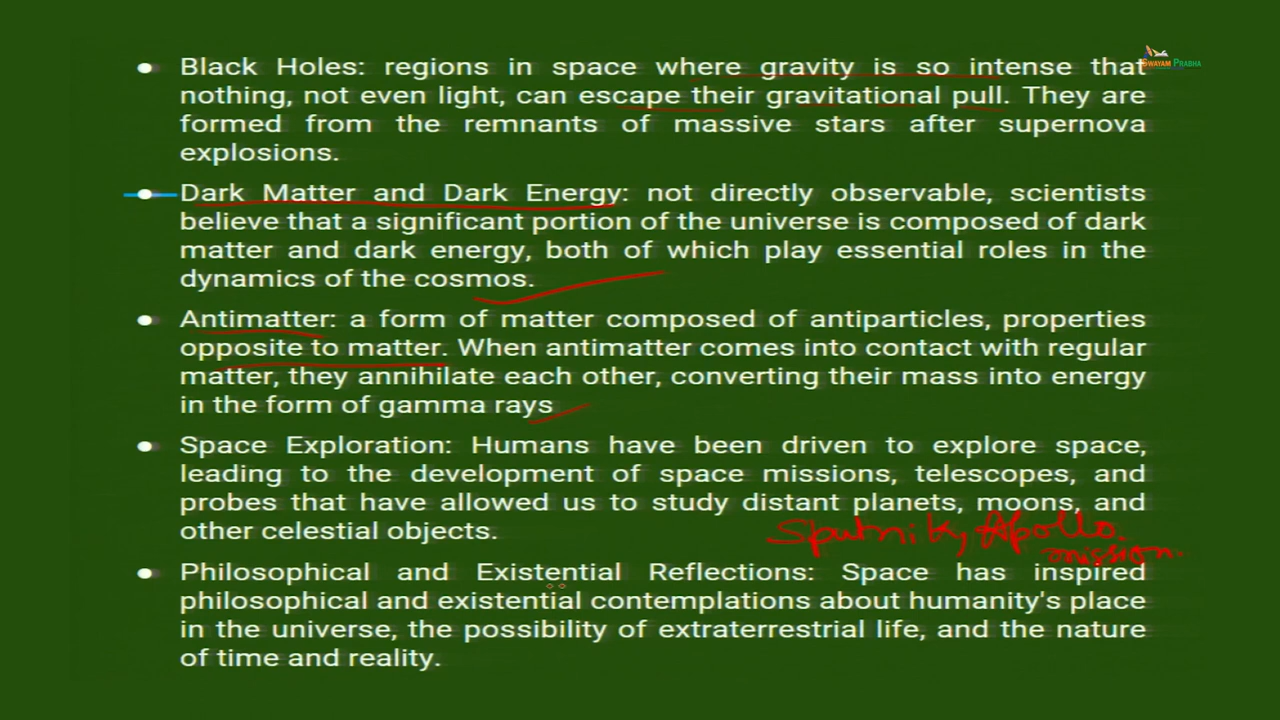 SWAYAM PRABHA
• Black Holes: regions in space where gravity is so intense that
nothing, not even light, can escape their gravitational pull. They are
formed from the remnants of massive stars after supernova
explosions.
• Dark Matter and Dark Energy: not directly observable, scientists
believe that a significant portion of the universe is composed of dark
matter and dark energy, both of which play essential roles in the
dynamics of the cosmos.
• Antimatter: a form of matter composed of antiparticles, properties
opposite to matter. When antimatter comes into contact with regular
matter, they annihilate each other, converting their mass into energy
in the form of gamma rays
• Space Exploration: Humans have been driven to explore space,
leading to the development of space missions, telescopes, and
probes that have allowed us to study distant planets, moons, and
other celestial objects.
Sputnik, Apollo.
mission.
• Philosophical and Existential Reflections: Space has inspired
philosophical and existential contemplations about humanity's place
in the universe, the possibility of extraterrestrial life, and the nature
of time and reality.